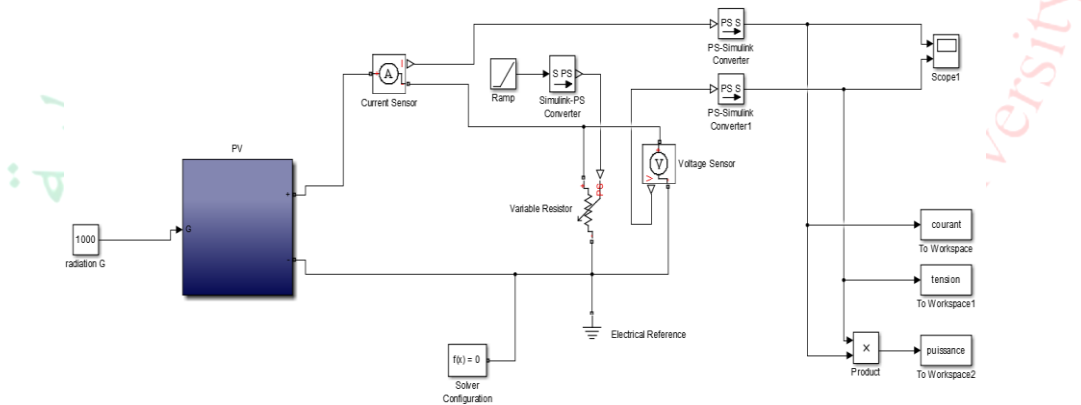 PS S
PS-Simulink
Converter
I
A
Current Sensor
Ramp
S PS
Simulink-PS
Converter
PS S
PS-Simulink
Converter1
Scope1
PV
+
-
G
1000
radiation G
V
V
Voltage Sensor
PS
Variable Resistor
Electrical Reference
f(x) = 0
Solver
Configuration
courant
To Workspace
tension
To Workspace1
×
Product
puissance
To Workspace2
versity